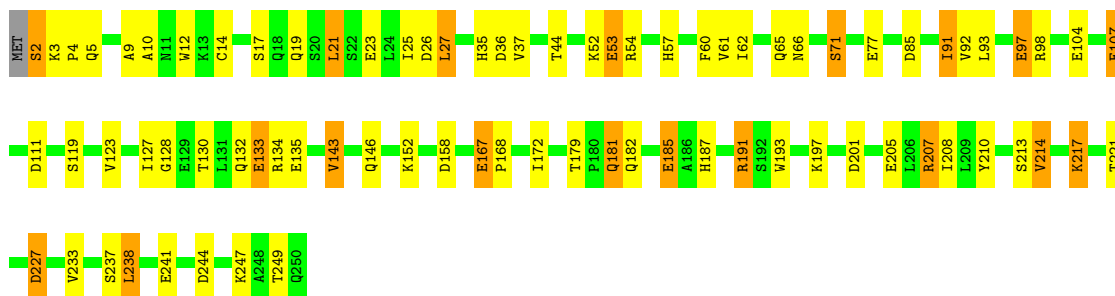 MET S2 K3 P4 Q5 A9 A10 N11 W12 K13 C14 S17 Q18 Q19 S20 L21 S22 E23 L24 I25 D26 L27 H35 D36 V37 T44 K52 E53 R54 H57 F60 V61 I62 Q65 N66 S71 E77 D85 I91 V92 L93 E97 R98 E104
D111 S119 V123 I127 G128 E129 T130 L131 Q132 E133 R134 E135 V143 Q146 K152 D158 E167 P168 I172 T179 P180 Q181 Q182 E185 A186 H187 R191 S192 W193 K197 D201 E205 L206 R207 I208 L209 Y210 S213 V214 K217
D227 V233 S237 L238 E241 D244 K247 A248 T249 Q250